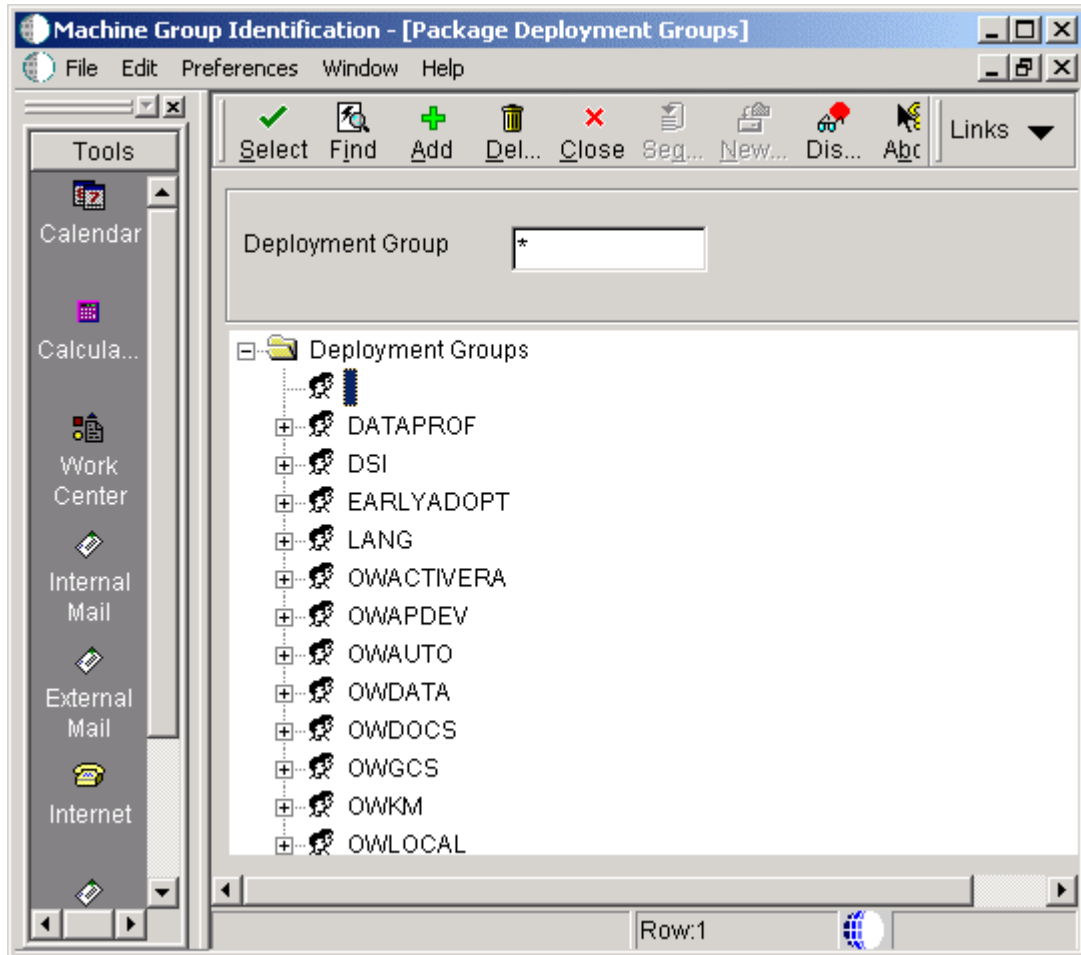 Machine Group Identification - [Package Deployment Groups]
File Edit Preferences Window Help
Tools
Calendar
Calcula...
Work
Center
Internal
Mail
External
Mail
Internet
Select Find Add Del... Close Seq... New... Dis... Abc Links
Deployment Group *
Deployment Groups
DATAPROF
DSI
EARLYADOPT
LANG
OWACTIVERA
OWAPDEV
OWAUTO
OWDATA
OWDOCS
OWGCS
OWKM
OWLOCAL
Row:1